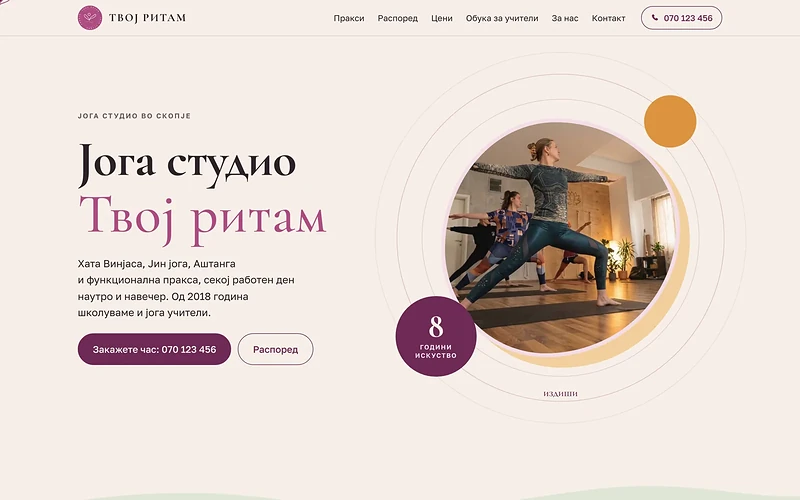 ТВОЈ РИТАМ
Пракси
Распоред
Цени
Обука за учители
За нас
Контакт
070 123 456
ЈОГА СТУДИО ВО СКОПЈЕ
Јога студио
Твој ритам
Хата Винјаса, Јин јога, Аштанга
и функционална пракса, секој работен ден
наутро и навечер. Од 2018 година
школуваме и јога учители.
Закажете час: 070 123 456
Распоред
8
ГОДИНИ
ИСКУСТВО
издиши